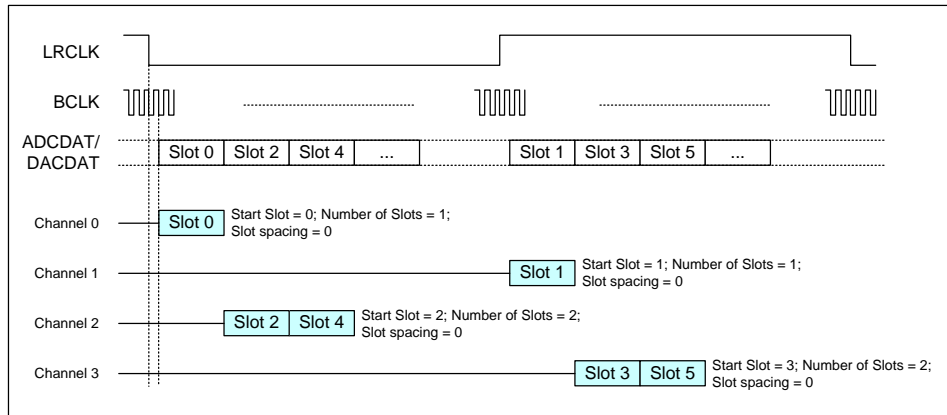 LRCLK
BCLK
ADCDAT/
DACDAT
Slot 0 Slot 2 Slot 4 ... Slot 1 Slot 3 Slot 5 ...
Channel 0 Slot 0 Start Slot = 0; Number of Slots = 1;
Slot spacing = 0
Channel 1 Slot 1 Start Slot = 1; Number of Slots = 1;
Slot spacing = 0
Channel 2 Slot 2 Slot 4 Start Slot = 2; Number of Slots = 2;
Slot spacing = 0
Channel 3 Slot 3 Slot 5 Start Slot = 3; Number of Slots = 2;
Slot spacing = 0